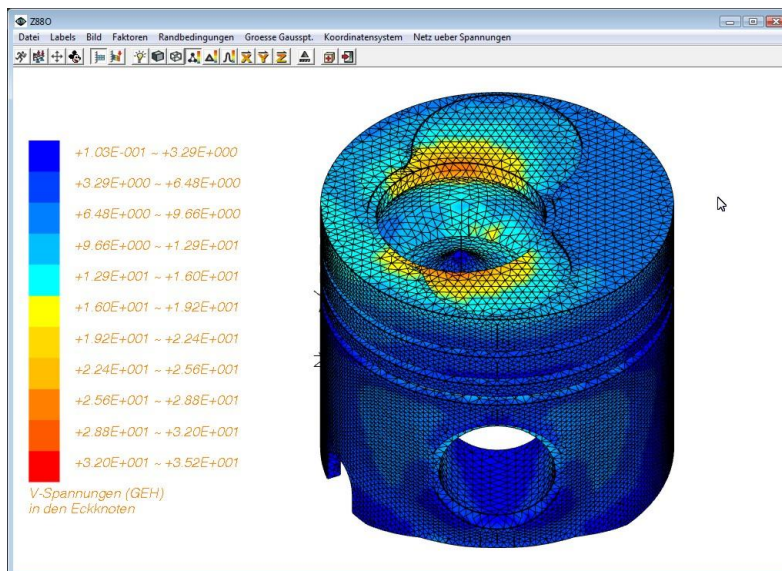 Z88O
Datei Labels Bild Faktoren Randbedingungen Groesse Gausspt. Koordinatensystem Netz ueber Spannungen
+1.03E-001 ~ +3.29E+000
+3.29E+000 ~ +6.48E+000
+6.48E+000 ~ +9.66E+000
+9.66E+000 ~ +1.29E+001
+1.29E+001 ~ +1.60E+001
+1.60E+001 ~ +1.92E+001
+1.92E+001 ~ +2.24E+001
+2.24E+001 ~ +2.56E+001
+2.56E+001 ~ +2.88E+001
+2.88E+001 ~ +3.20E+001
+3.20E+001 ~ +3.52E+001
V-Spannungen (GEH)
in den Eckknoten